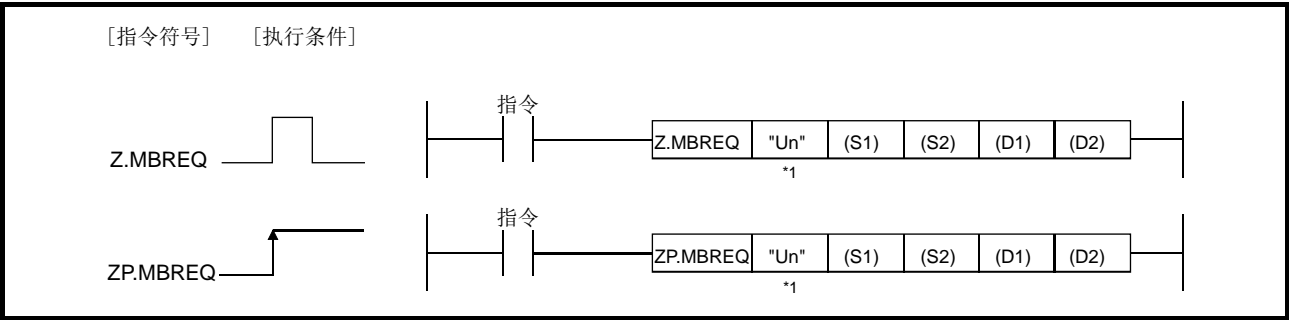 [指令符号] [执行条件]
指令
Z.MBREQ Z.MBREQ "Un" (S1) (S2) (D1) (D2)
*1
指令
ZP.MBREQ ZP.MBREQ "Un" (S1) (S2) (D1) (D2)
*1